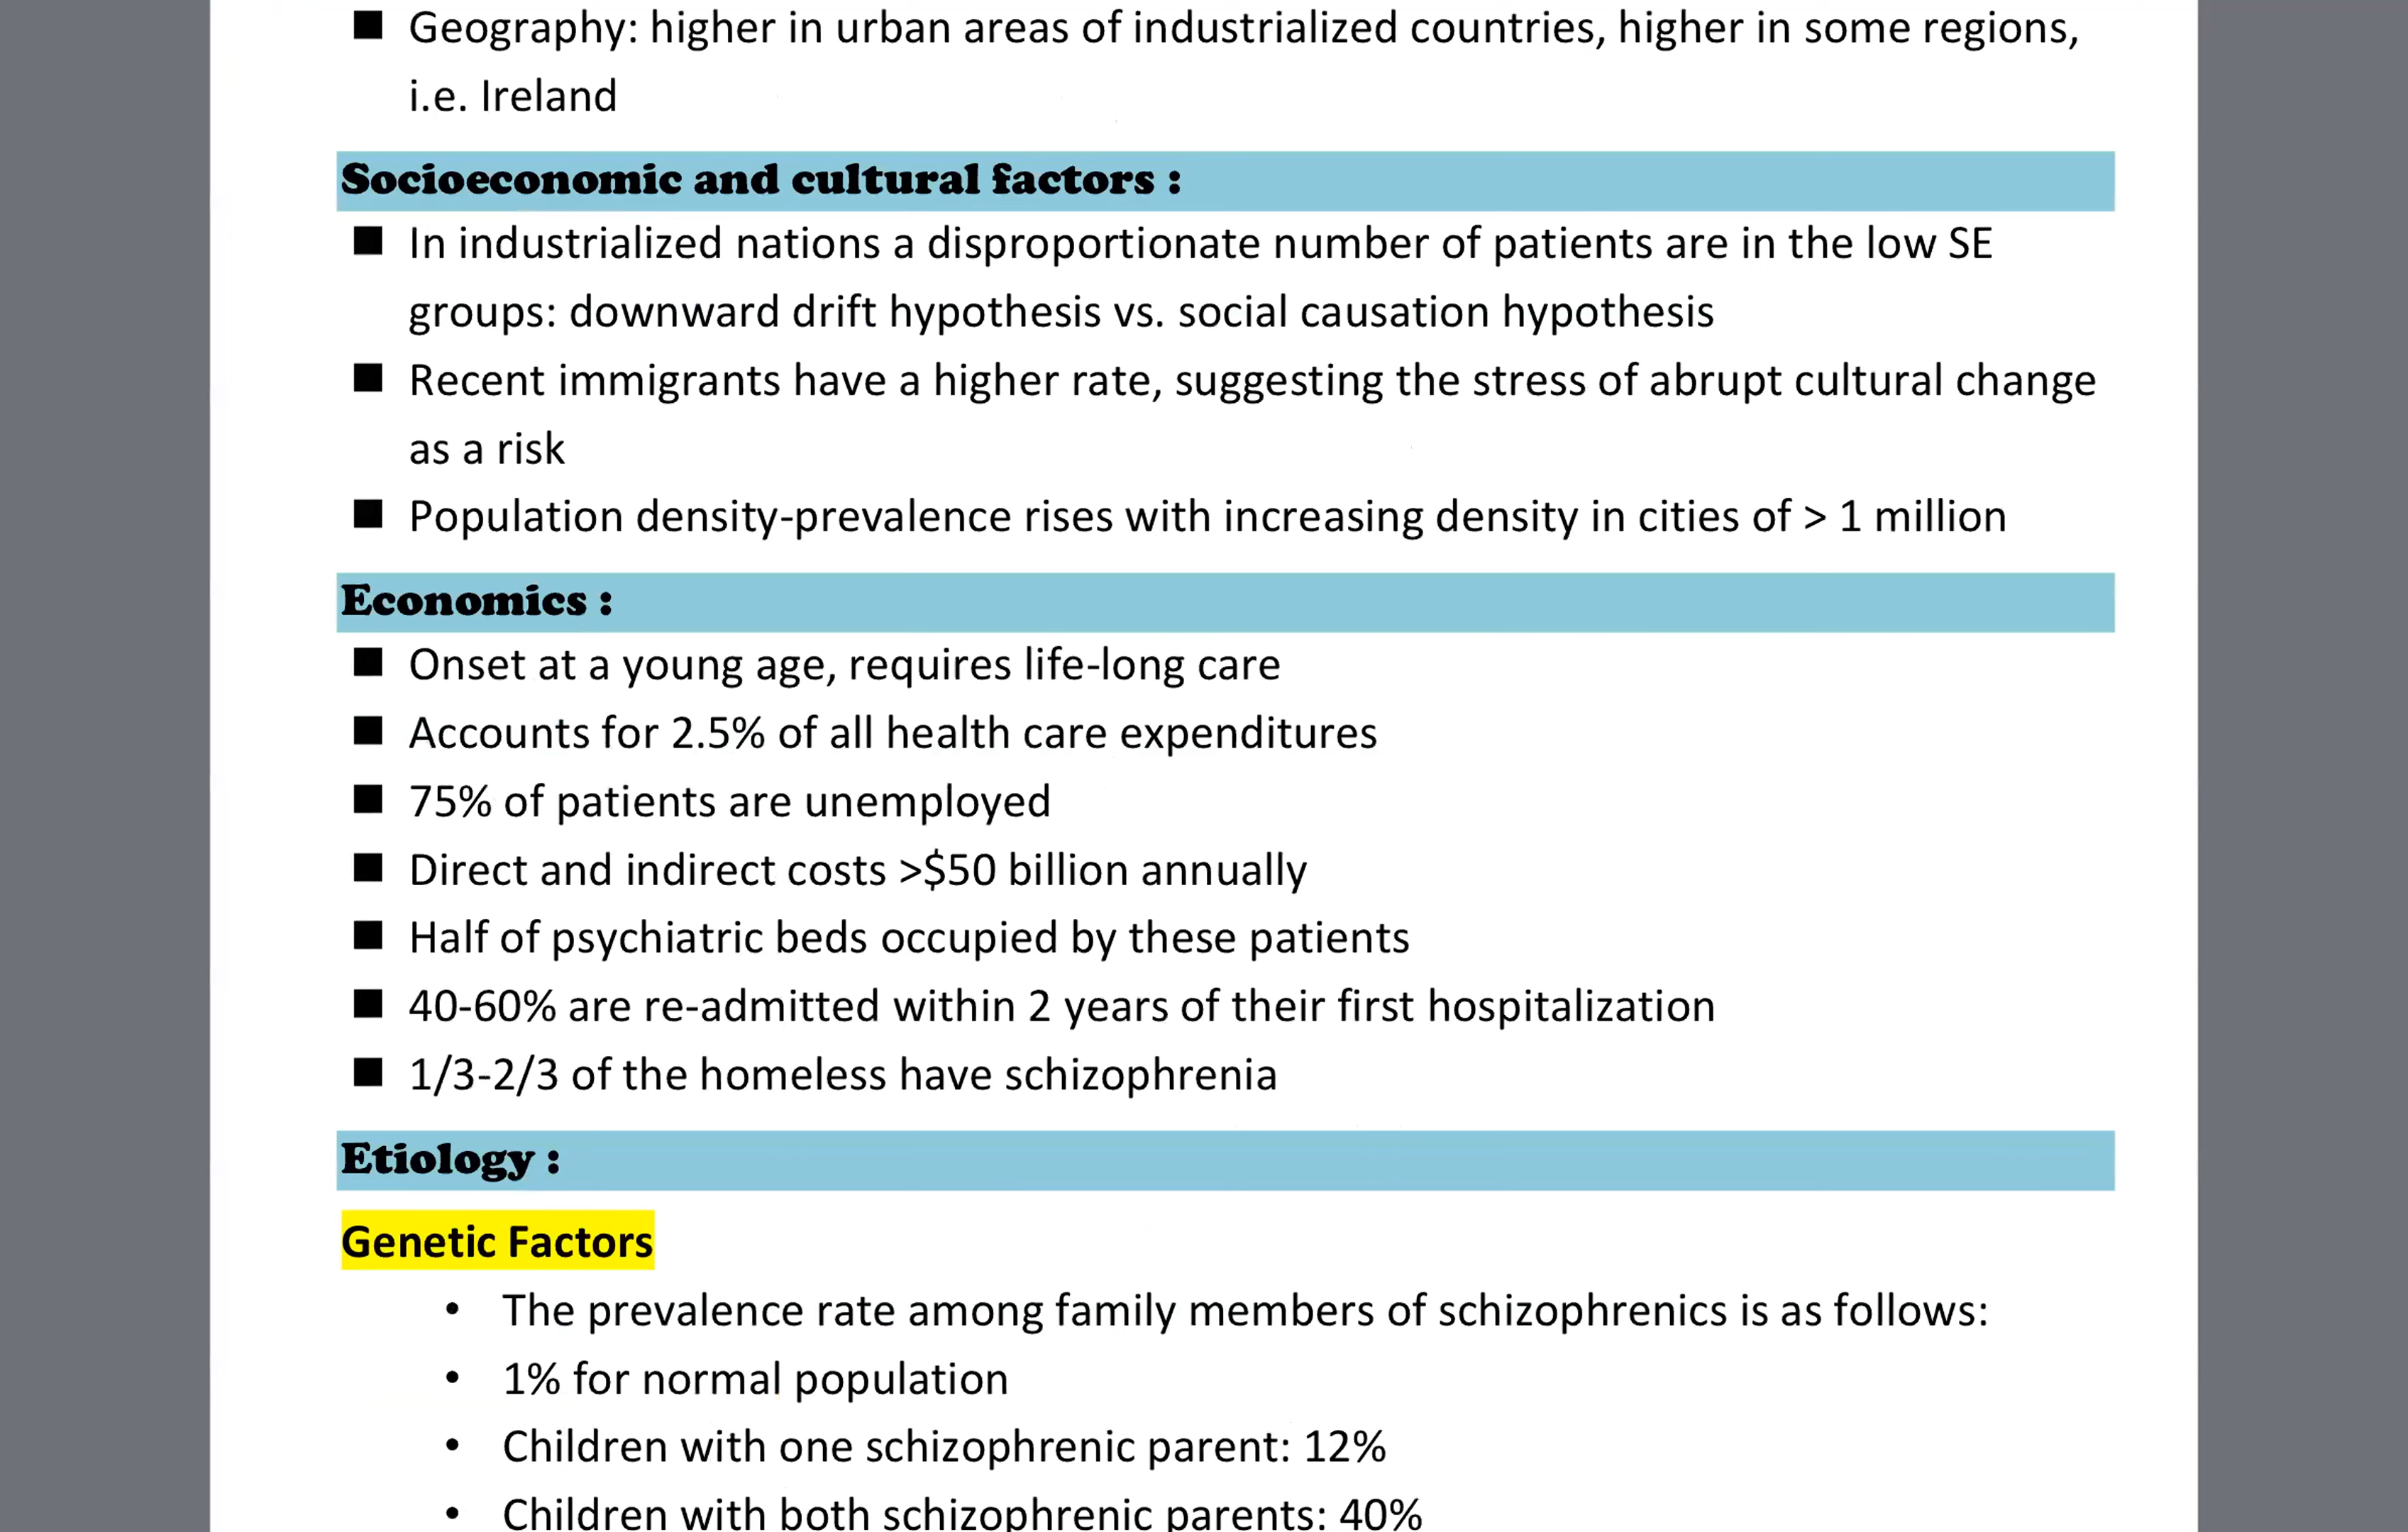 ■ Geography: higher in urban areas of industrialized countries, higher in some regions,
i.e. Ireland
Socioeconomic and cultural factors :
■ In industrialized nations a disproportionate number of patients are in the low SE
groups: downward drift hypothesis vs. social causation hypothesis
■ Recent immigrants have a higher rate, suggesting the stress of abrupt cultural change
as a risk
■ Population density-prevalence rises with increasing density in cities of > 1 million
Economics :
■ Onset at a young age, requires life-long care
■ Accounts for 2.5% of all health care expenditures
■ 75% of patients are unemployed
■ Direct and indirect costs >$50 billion annually
■ Half of psychiatric beds occupied by these patients
■ 40-60% are re-admitted within 2 years of their first hospitalization
■ 1/3-2/3 of the homeless have schizophrenia
Etiology :
Genetic Factors
• The prevalence rate among family members of schizophrenics is as follows:
• 1% for normal population
• Children with one schizophrenic parent: 12%
• Children with both schizophrenic parents: 40%